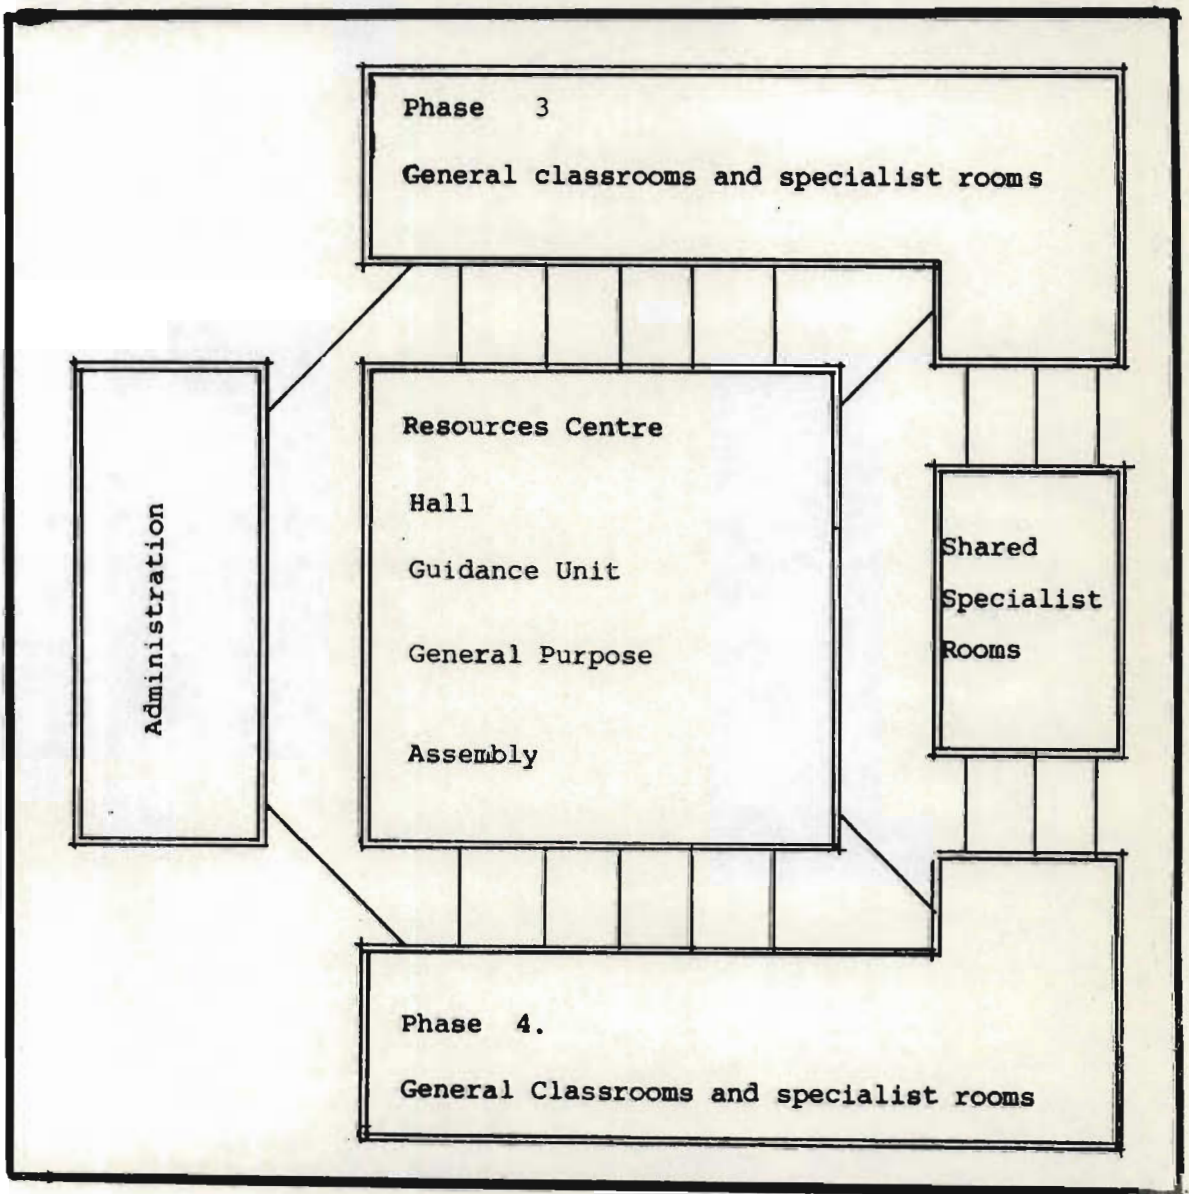 Phase 3
General classrooms and specialist rooms
Administration
Resources Centre
Hall
Guidance Unit
General Purpose
Assembly
Shared
Specialist
Rooms
Phase 4.
General Classrooms and specialist rooms